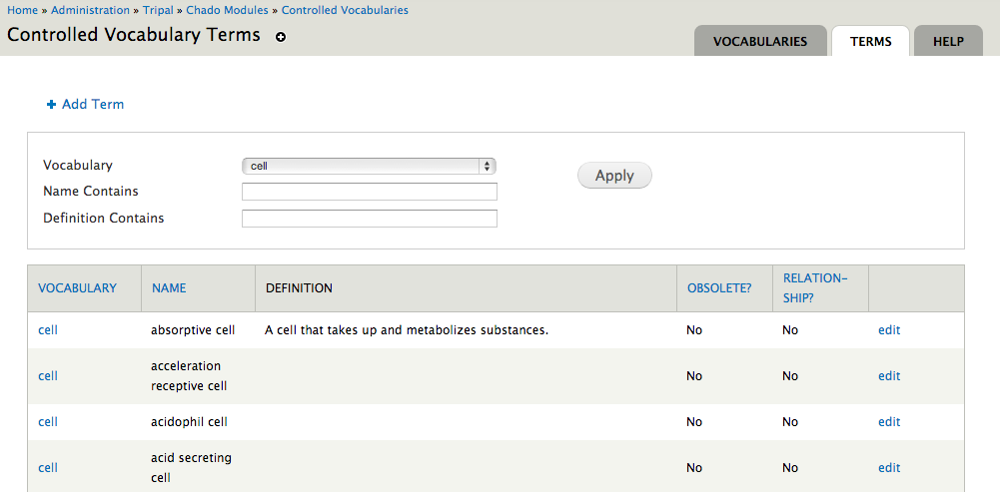 Home » Administration » Tripal » Chado Modules » Controlled Vocabularies
Controlled Vocabulary Terms
VOCABULARIES TERMS HELP
Add Term
Vocabulary cell Apply
Name Contains
Definition Contains
VOCABULARY NAME DEFINITION OBSOLETE? RELATION-
SHIP?
cell absorptive cell A cell that takes up and metabolizes substances. No No edit
acceleration
cell receptive cell No No edit
cell acidophil cell No No edit
acid secreting
cell cell No No edit